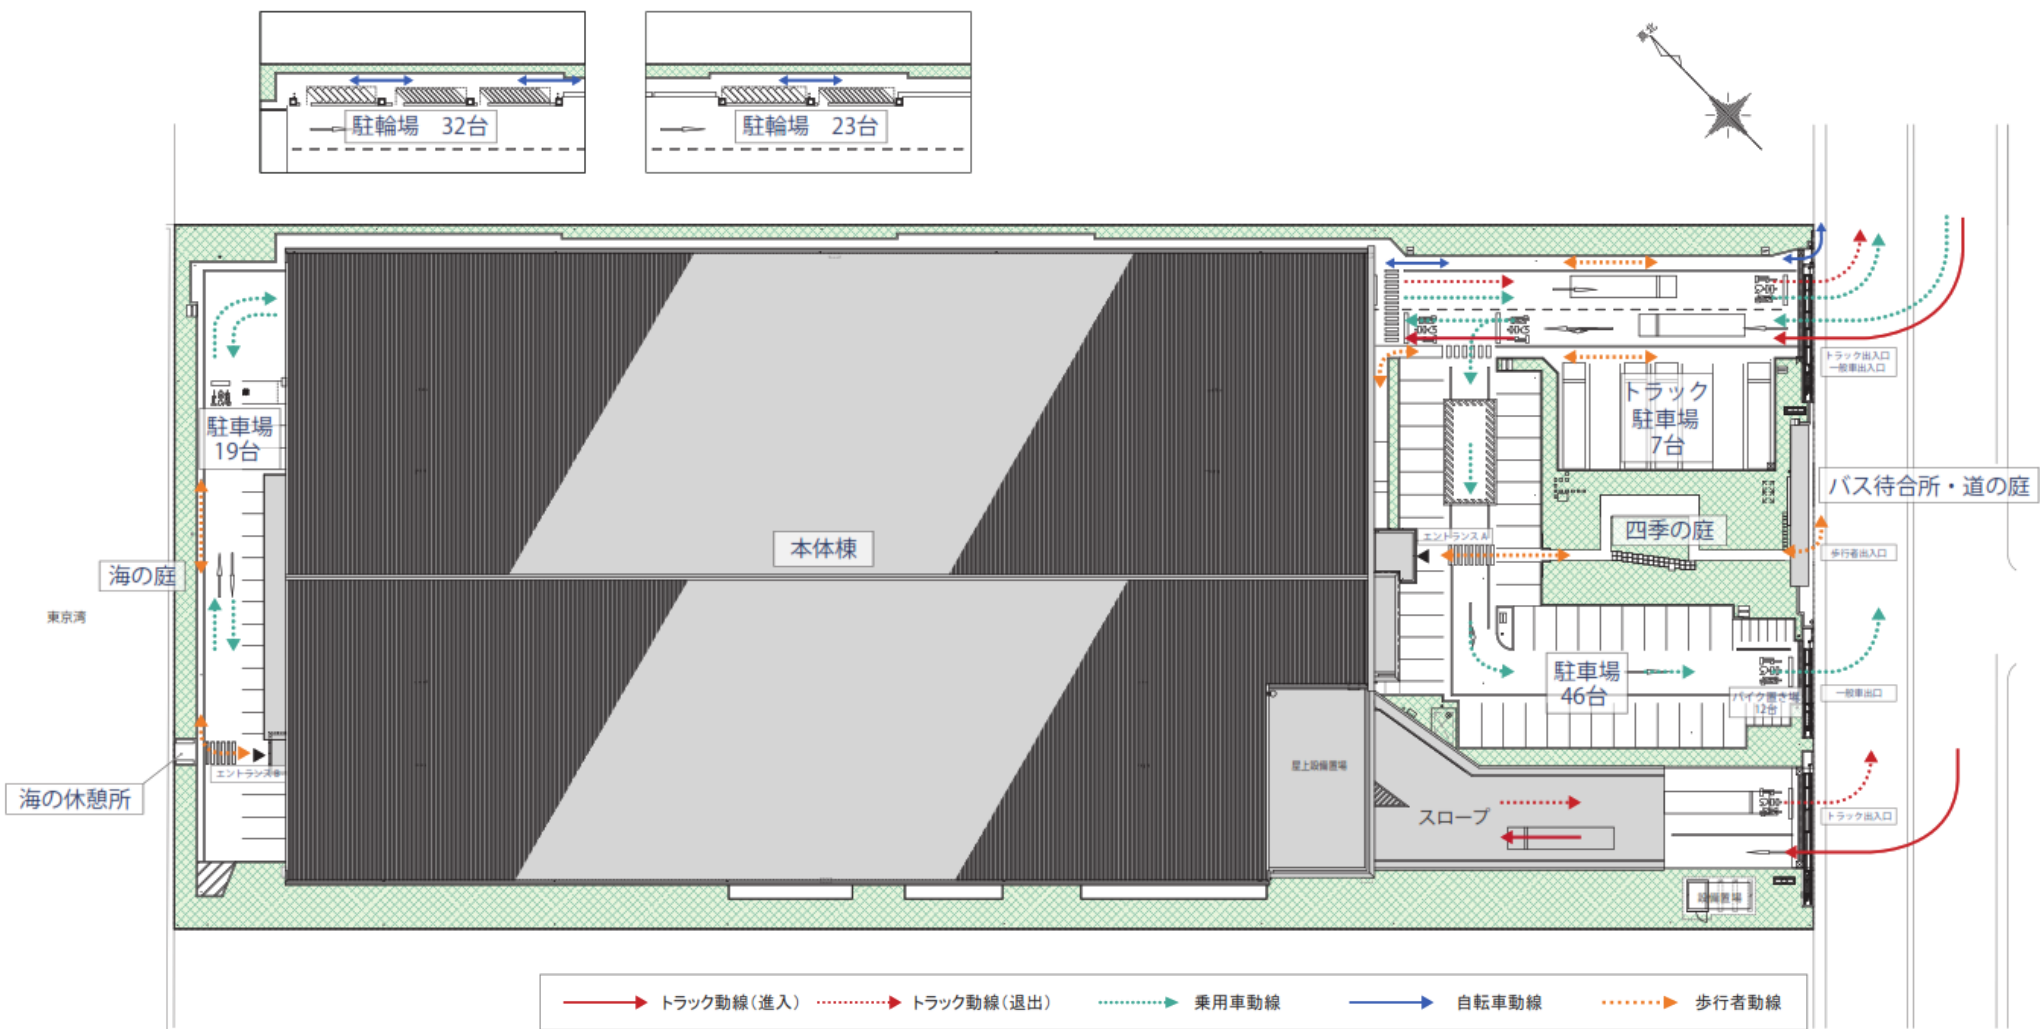 駐輪場　32台
駐輪場　23台
真北
トラック出入口
一般車出入口
トラック
駐車場
7台
駐車場
19台
バス待合所・道の庭
四季の庭
エントランス A
本体棟
歩行者出入口
海の庭
東京湾
駐車場
46台
バイク置き場
12台
一般車出口
エントランス B
屋上設備置場
海の休憩所
スロープ
トラック出入口
設備置場
トラック動線（進入）
トラック動線（退出）
乗用車動線
自転車動線
歩行者動線